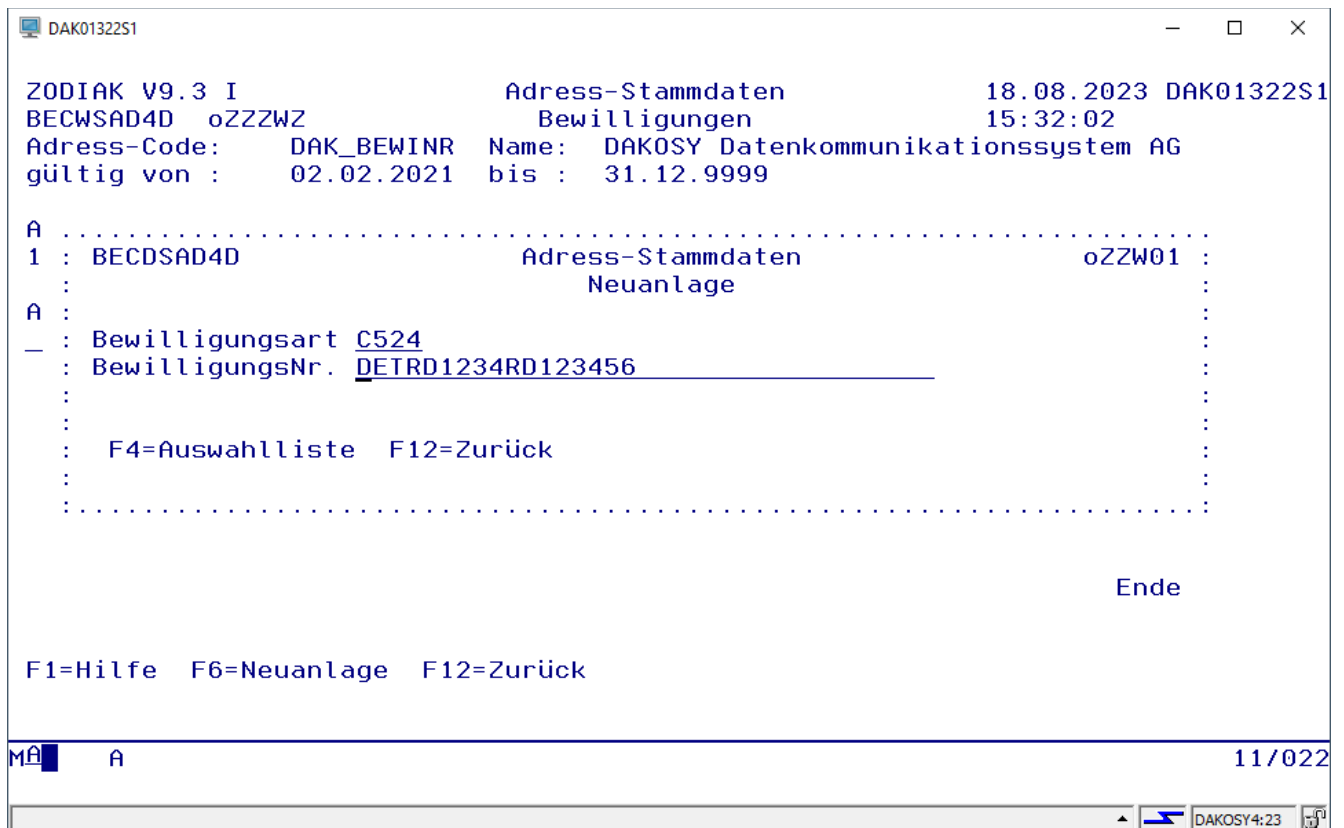 DAK01322S1
ZODIAK V9.3 I Adress-Stammdaten 18.08.2023 DAK01322S1
BECWSAD4D oZZZWZ Bewilligungen 15:32:02
Adress-Code: DAK_BEWINR Name: DAKOSY Datenkommunikationssystem AG
gültig von : 02.02.2021 bis : 31.12.9999
A ......................................................................
1 : BECDSAD4D Adress-Stammdaten oZZW01 :
: Neuanlage :
A : :
_ : Bewilligungsart C524 :
: BewilligungsNr. DETRD1234RD123456 :
: :
: :
: F4=Auswahlliste F12=Zurück :
: :
:.....................................................................:
Ende
F1=Hilfe F6=Neuanlage F12=Zurück
MA A 11/022
DAKOSY4:23